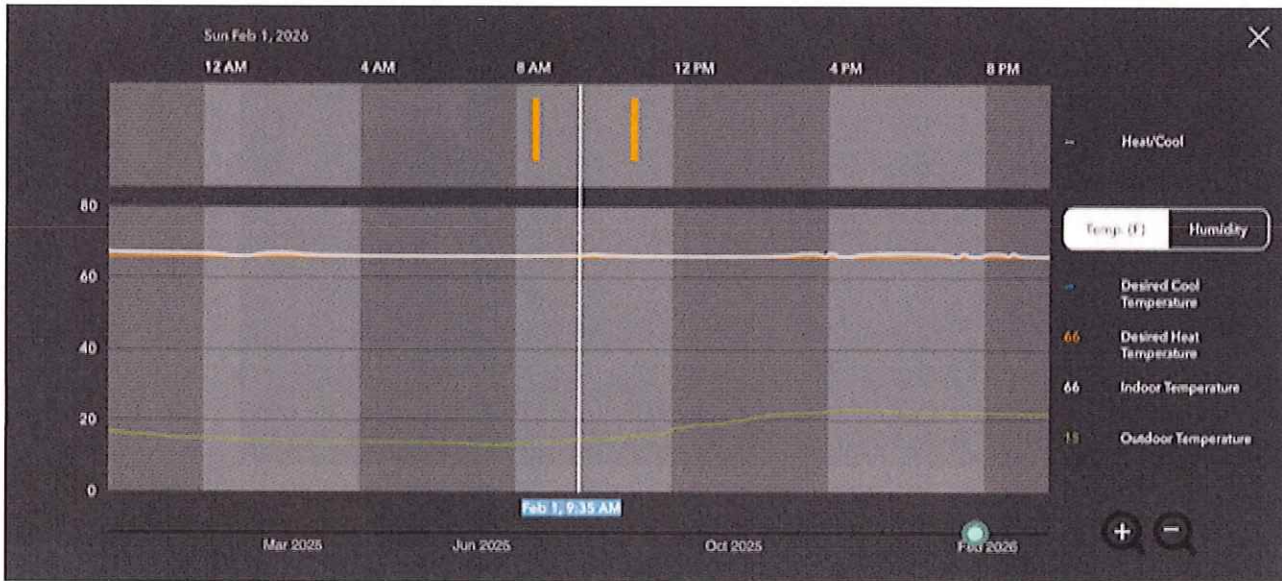 Sun Feb 1, 2026
12 AM 4 AM 8 AM 12 PM 4 PM 8 PM
-- Heat/Cool
80
60
40
20
0
Temp. (F) Humidity
-- Desired Cool
Temperature
66 Desired Heat
Temperature
66 Indoor Temperature
Outdoor Temperature
Feb 1, 9:35 AM
Mar 2025 Jun 2025 Oct 2025 Feb 2026